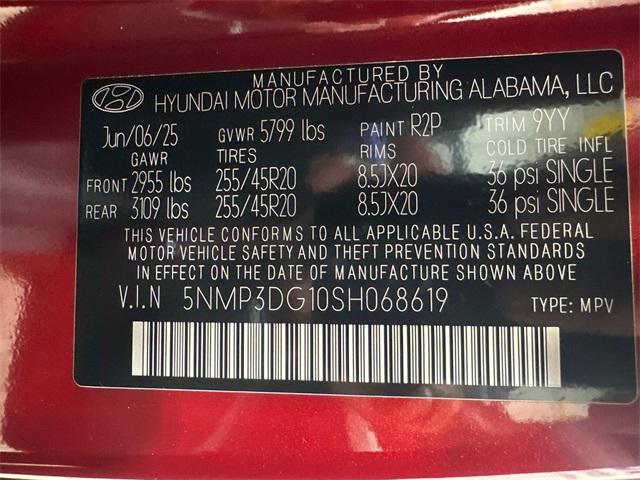 MANUFACTURED BY
HYUNDAI MOTOR MANUFACTURING ALABAMA, LLC
Jun/06/25 GVWR 5799 lbs PAINT R2P TRIM 9YY
GAWR TIRES RIMS COLD TIRE INFL
FRONT 2955 lbs 255/45R20 8.5JX20 36 psi SINGLE
REAR 3109 lbs 255/45R20 8.5JX20 36 psi SINGLE
THIS VEHICLE CONFORMS TO ALL APPLICABLE U.S.A. FEDERAL
MOTOR VEHICLE SAFETY AND THEFT PREVENTION STANDARDS
IN EFFECT ON THE DATE OF MANUFACTURE SHOWN ABOVE
V.I.N 5NMP3DG10SH068619 TYPE: MPV